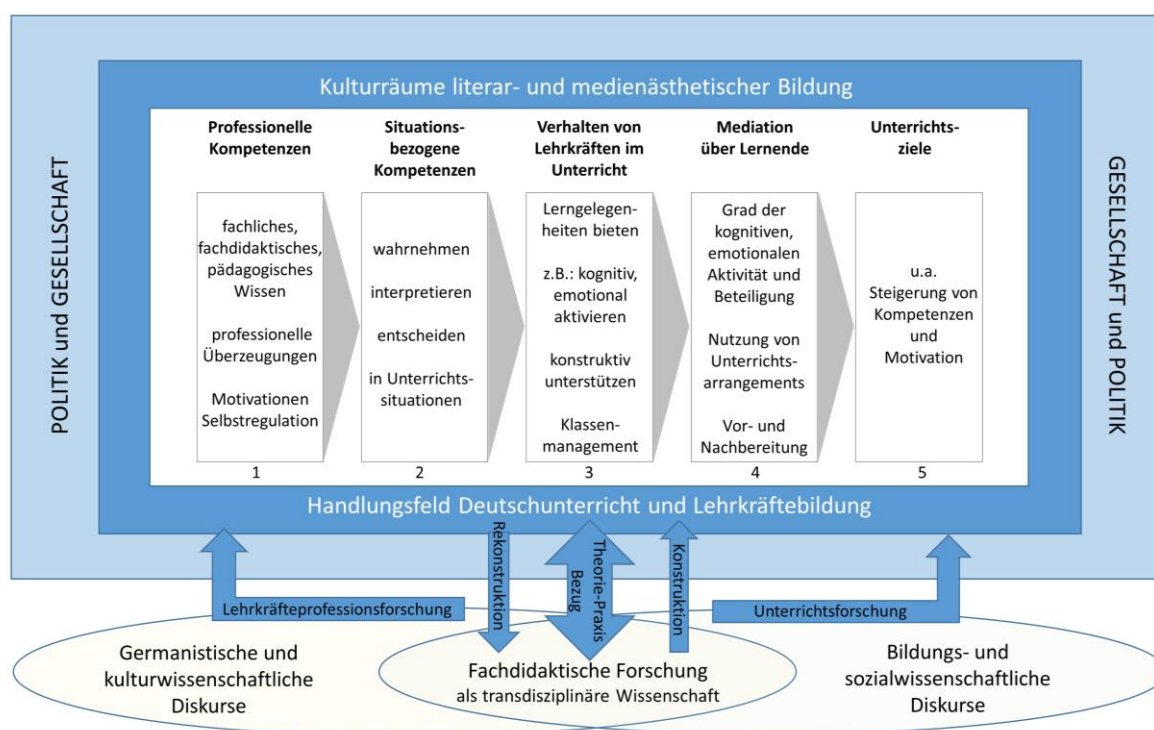 Kulturräume literar- und medienästhetischer Bildung
POLITIK und GESELLSCHAFT
Professionelle
Kompetenzen
fachliches,
fachdidaktisches,
pädagogisches
Wissen
professionelle
Überzeugungen
Motivationen
Selbstregulation
1
Situations-
bezogene
Kompetenzen
wahrnehmen
interpretieren
entscheiden
in Unterrichts-
situationen
2
Verhalten von
Lehrkräften im
Unterricht
Lerngelegen-
heiten bieten
z.B.: kognitiv,
emotional
aktivieren
konstruktiv
unterstützen
Klassen-
management
3
Mediation
über Lernende
Grad der
kognitiven,
emotionalen
Aktivität und
Beteiligung
Nutzung von
Unterrichts-
arrangements
Vor- und
Nachbereitung
4
Unterrichts-
ziele
u.a.
Steigerung von
Kompetenzen
und
Motivation
5
GESELLSCHAFT und POLITIK
Handlungsfeld Deutschunterricht und Lehrkräftebildung
Lehrkräfteprofessionsforschung
Rekonstruktion
Theorie-Praxis
Bezug
Konstruktion
Unterrichtsforschung
Germanistische und
kulturwissenschaftliche
Diskurse
Fachdidaktische Forschung
als transdisziplinäre Wissenschaft
Bildungs- und
sozialwissenschaftliche
Diskurse